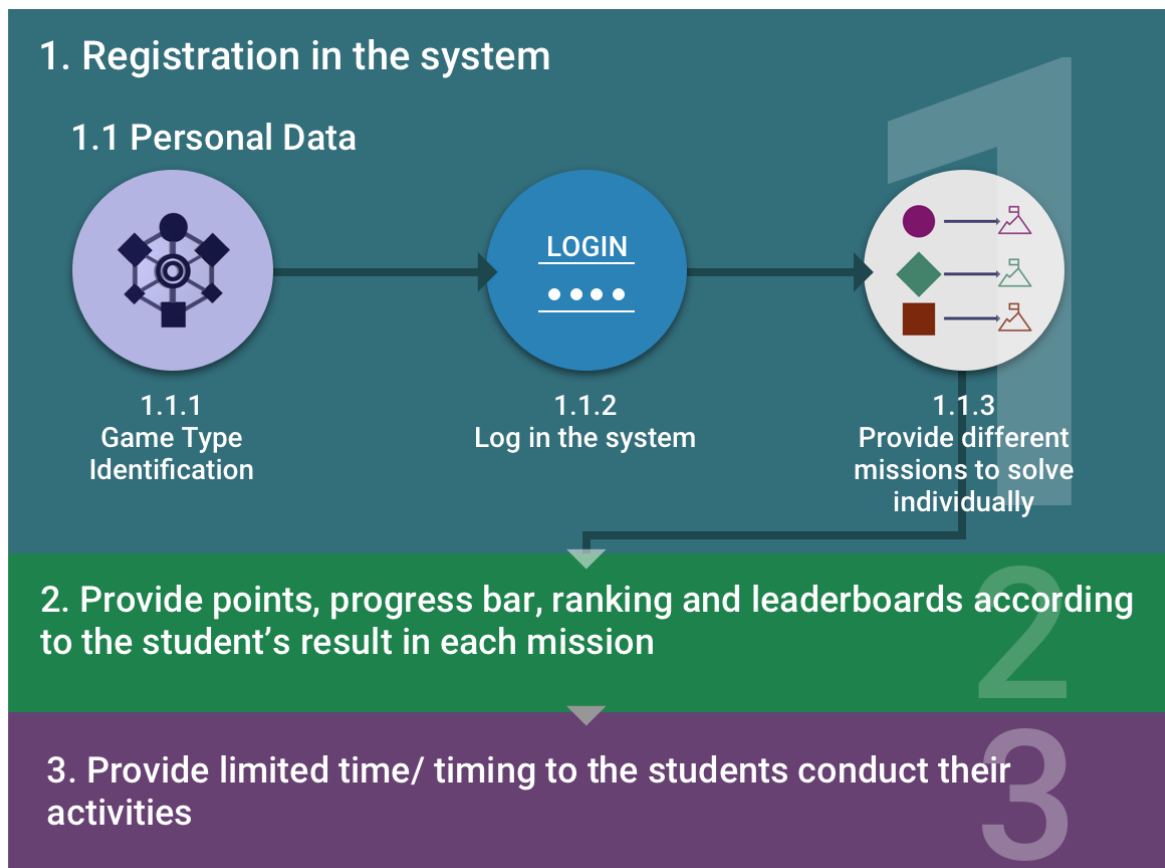 1. Registration in the system
1.1 Personal Data
LOGIN
1.1.1
Game Type
Identification
1.1.2
Log in the system
1.1.3
Provide different
missions to solve
individually
1
2. Provide points, progress bar, ranking and leaderboards according
to the student’s result in each mission
2
3. Provide limited time/ timing to the students conduct their
activities
3